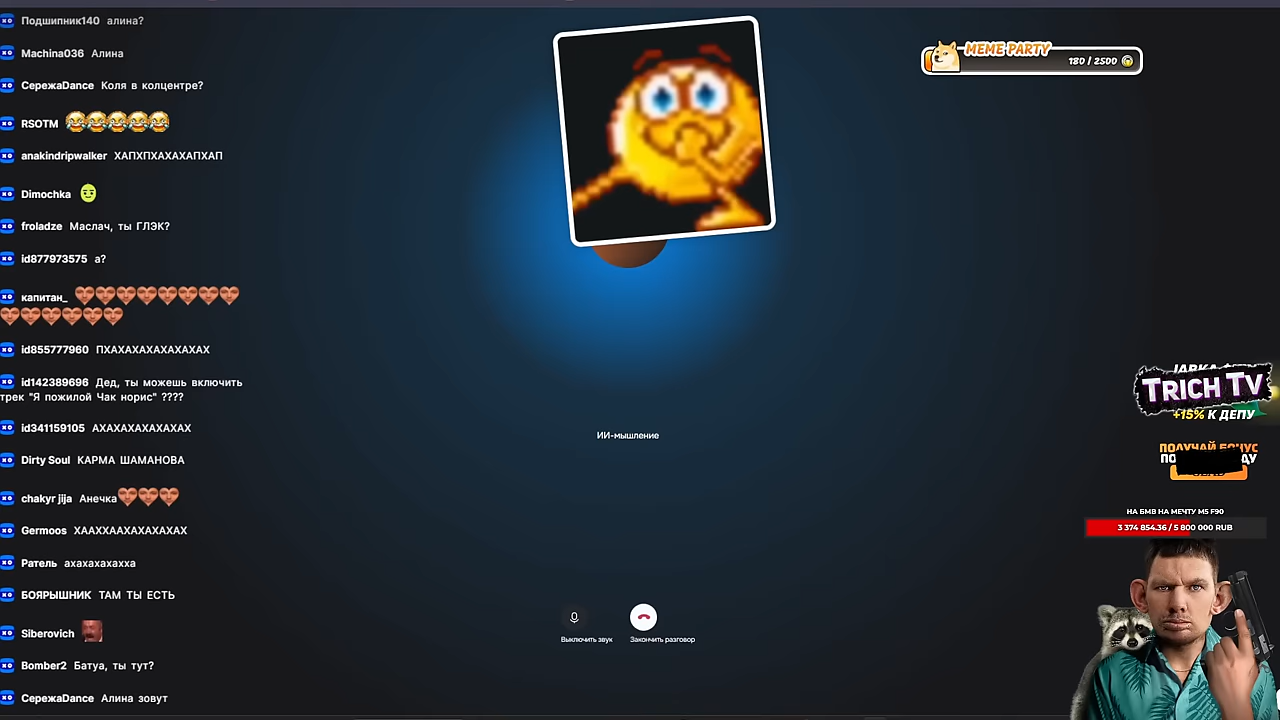 Подшипник140 алина?
Machina036 Алина
СережаDance Коля в колцентре?
RSOTM
anakindripwalker ХАПХПХАХАХАПХАП
Dimochka
froladze Маслач, ты ГЛЭК?
id877973575 а?
капитан_
id855777960 ПХАХАХАХАХАХАХАХ
id142389696 Дед, ты можешь включить
трек "Я пожилой Чак норис" ????
id341159105 АХАХАХАХАХАХАХ
Dirty Soul КАРМА ШАМАНОВА
chakyr jija Анечка
Germoos ХААХХААХАХАХАХАХ
Ратель ахахахахахха
БОЯРЫШНИК ТАМ ТЫ ЕСТЬ
Siberovich
Bomber2 Батуа, ты тут?
СережаDance Алина зовут
MEME PARTY
180 / 2500
ИИ-мышление
Выключить звук
Закончить разговор
TRICH TV
+15% К ДЕПУ
ПОЛУЧАЙ БОНУС
НА БМВ НА МЕЧТУ M5 F90
3 374 854.36 / 5 800 000 RUB